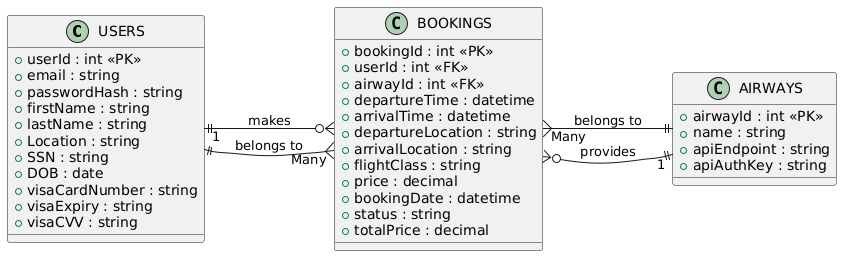 C USERS
userId : int «PK»
email : string
passwordHash : string
firstName : string
lastName : string
Location : string
SSN : string
DOB : date
visaCardNumber : string
visaExpiry : string
visaCVV : string
makes
1
belongs to
Many
C BOOKINGS
bookingId : int «PK»
userId : int «FK»
airwayId : int «FK»
departureTime : datetime
arrivalTime : datetime
departureLocation : string
arrivalLocation : string
flightClass : string
price : decimal
bookingDate : datetime
status : string
totalPrice : decimal
belongs to
Many
provides
1
C AIRWAYS
airwayId : int «PK»
name : string
apiEndpoint : string
apiAuthKey : string